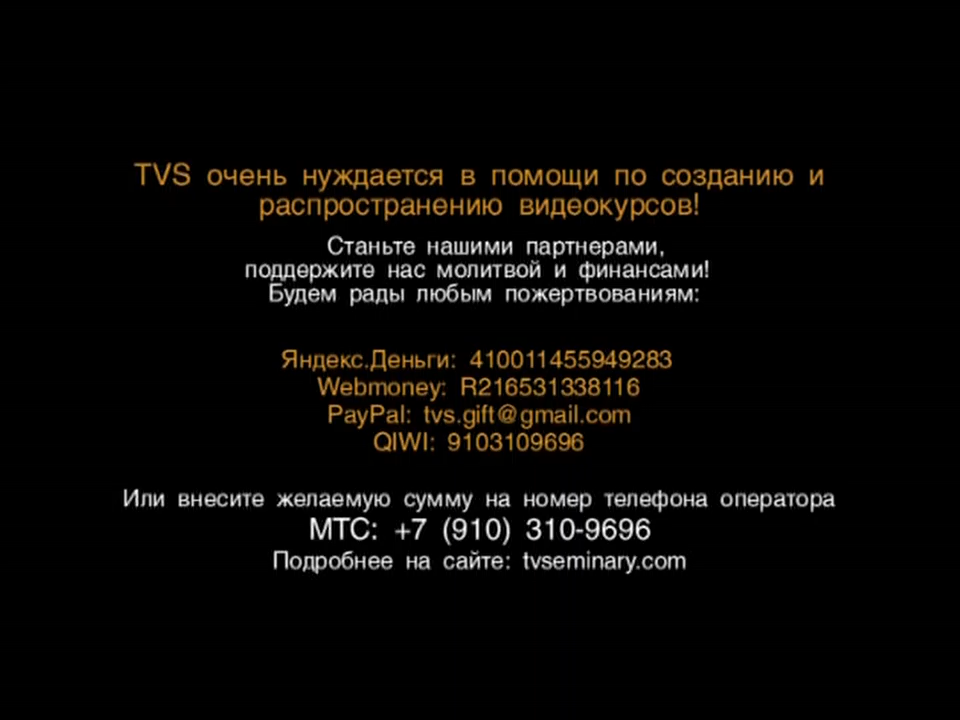 TVS очень нуждается в помощи по созданию и
распространению видеокурсов!
Станьте нашими партнерами,
поддержите нас молитвой и финансами!
Будем рады любым пожертвованиям:
Яндекс.Деньги: 410011455949283
Webmoney: R216531338116
PayPal: tvs.gift@gmail.com
QIWI: 9103109696
Или внесите желаемую сумму на номер телефона оператора
МТС: +7 (910) 310-9696
Подробнее на сайте: tvseminary.com